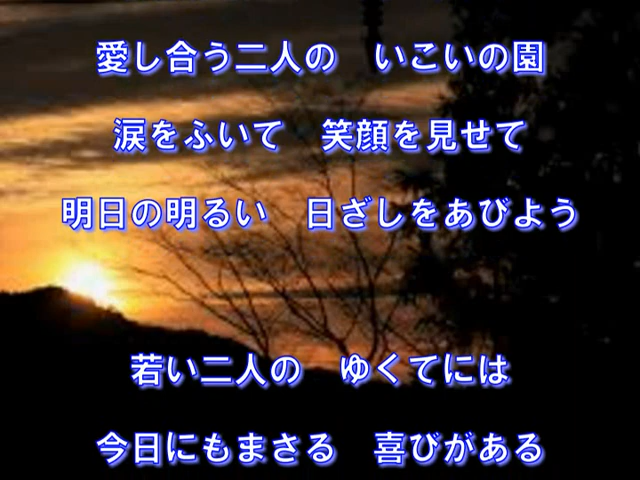 愛し合う二人の　いこいの園
涙をふいて　笑顔を見せて
明日の明るい　日ざしをあびよう
若い二人の　ゆくてには
今日にもまさる　喜びがある